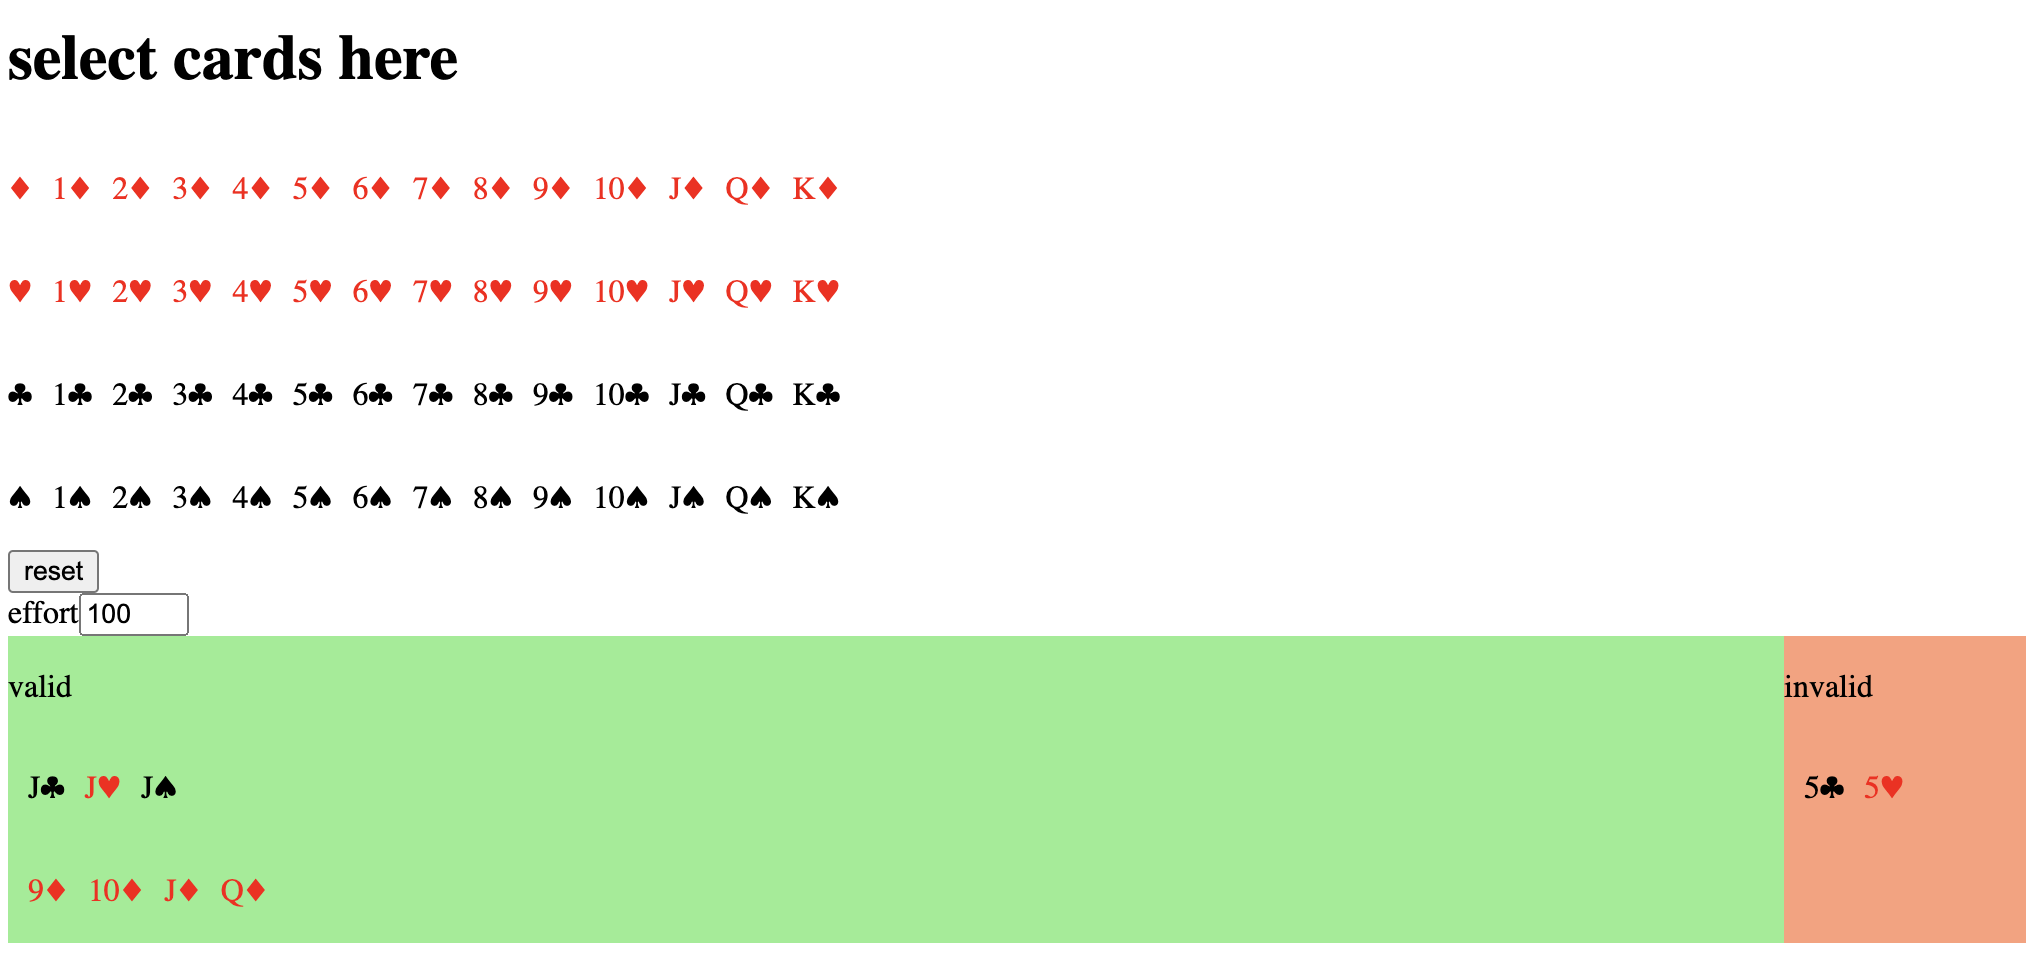 select cards here
♦ 1♦ 2♦ 3♦ 4♦ 5♦ 6♦ 7♦ 8♦ 9♦ 10♦ J♦ Q♦ K♦
♥ 1♥ 2♥ 3♥ 4♥ 5♥ 6♥ 7♥ 8♥ 9♥ 10♥ J♥ Q♥ K♥
♣ 1♣ 2♣ 3♣ 4♣ 5♣ 6♣ 7♣ 8♣ 9♣ 10♣ J♣ Q♣ K♣
♠ 1♠ 2♠ 3♠ 4♠ 5♠ 6♠ 7♠ 8♠ 9♠ 10♠ J♠ Q♠ K♠
reset
effort 100
valid
J♣ J♥ J♠
9♦ 10♦ J♦ Q♦
invalid
5♣ 5♥